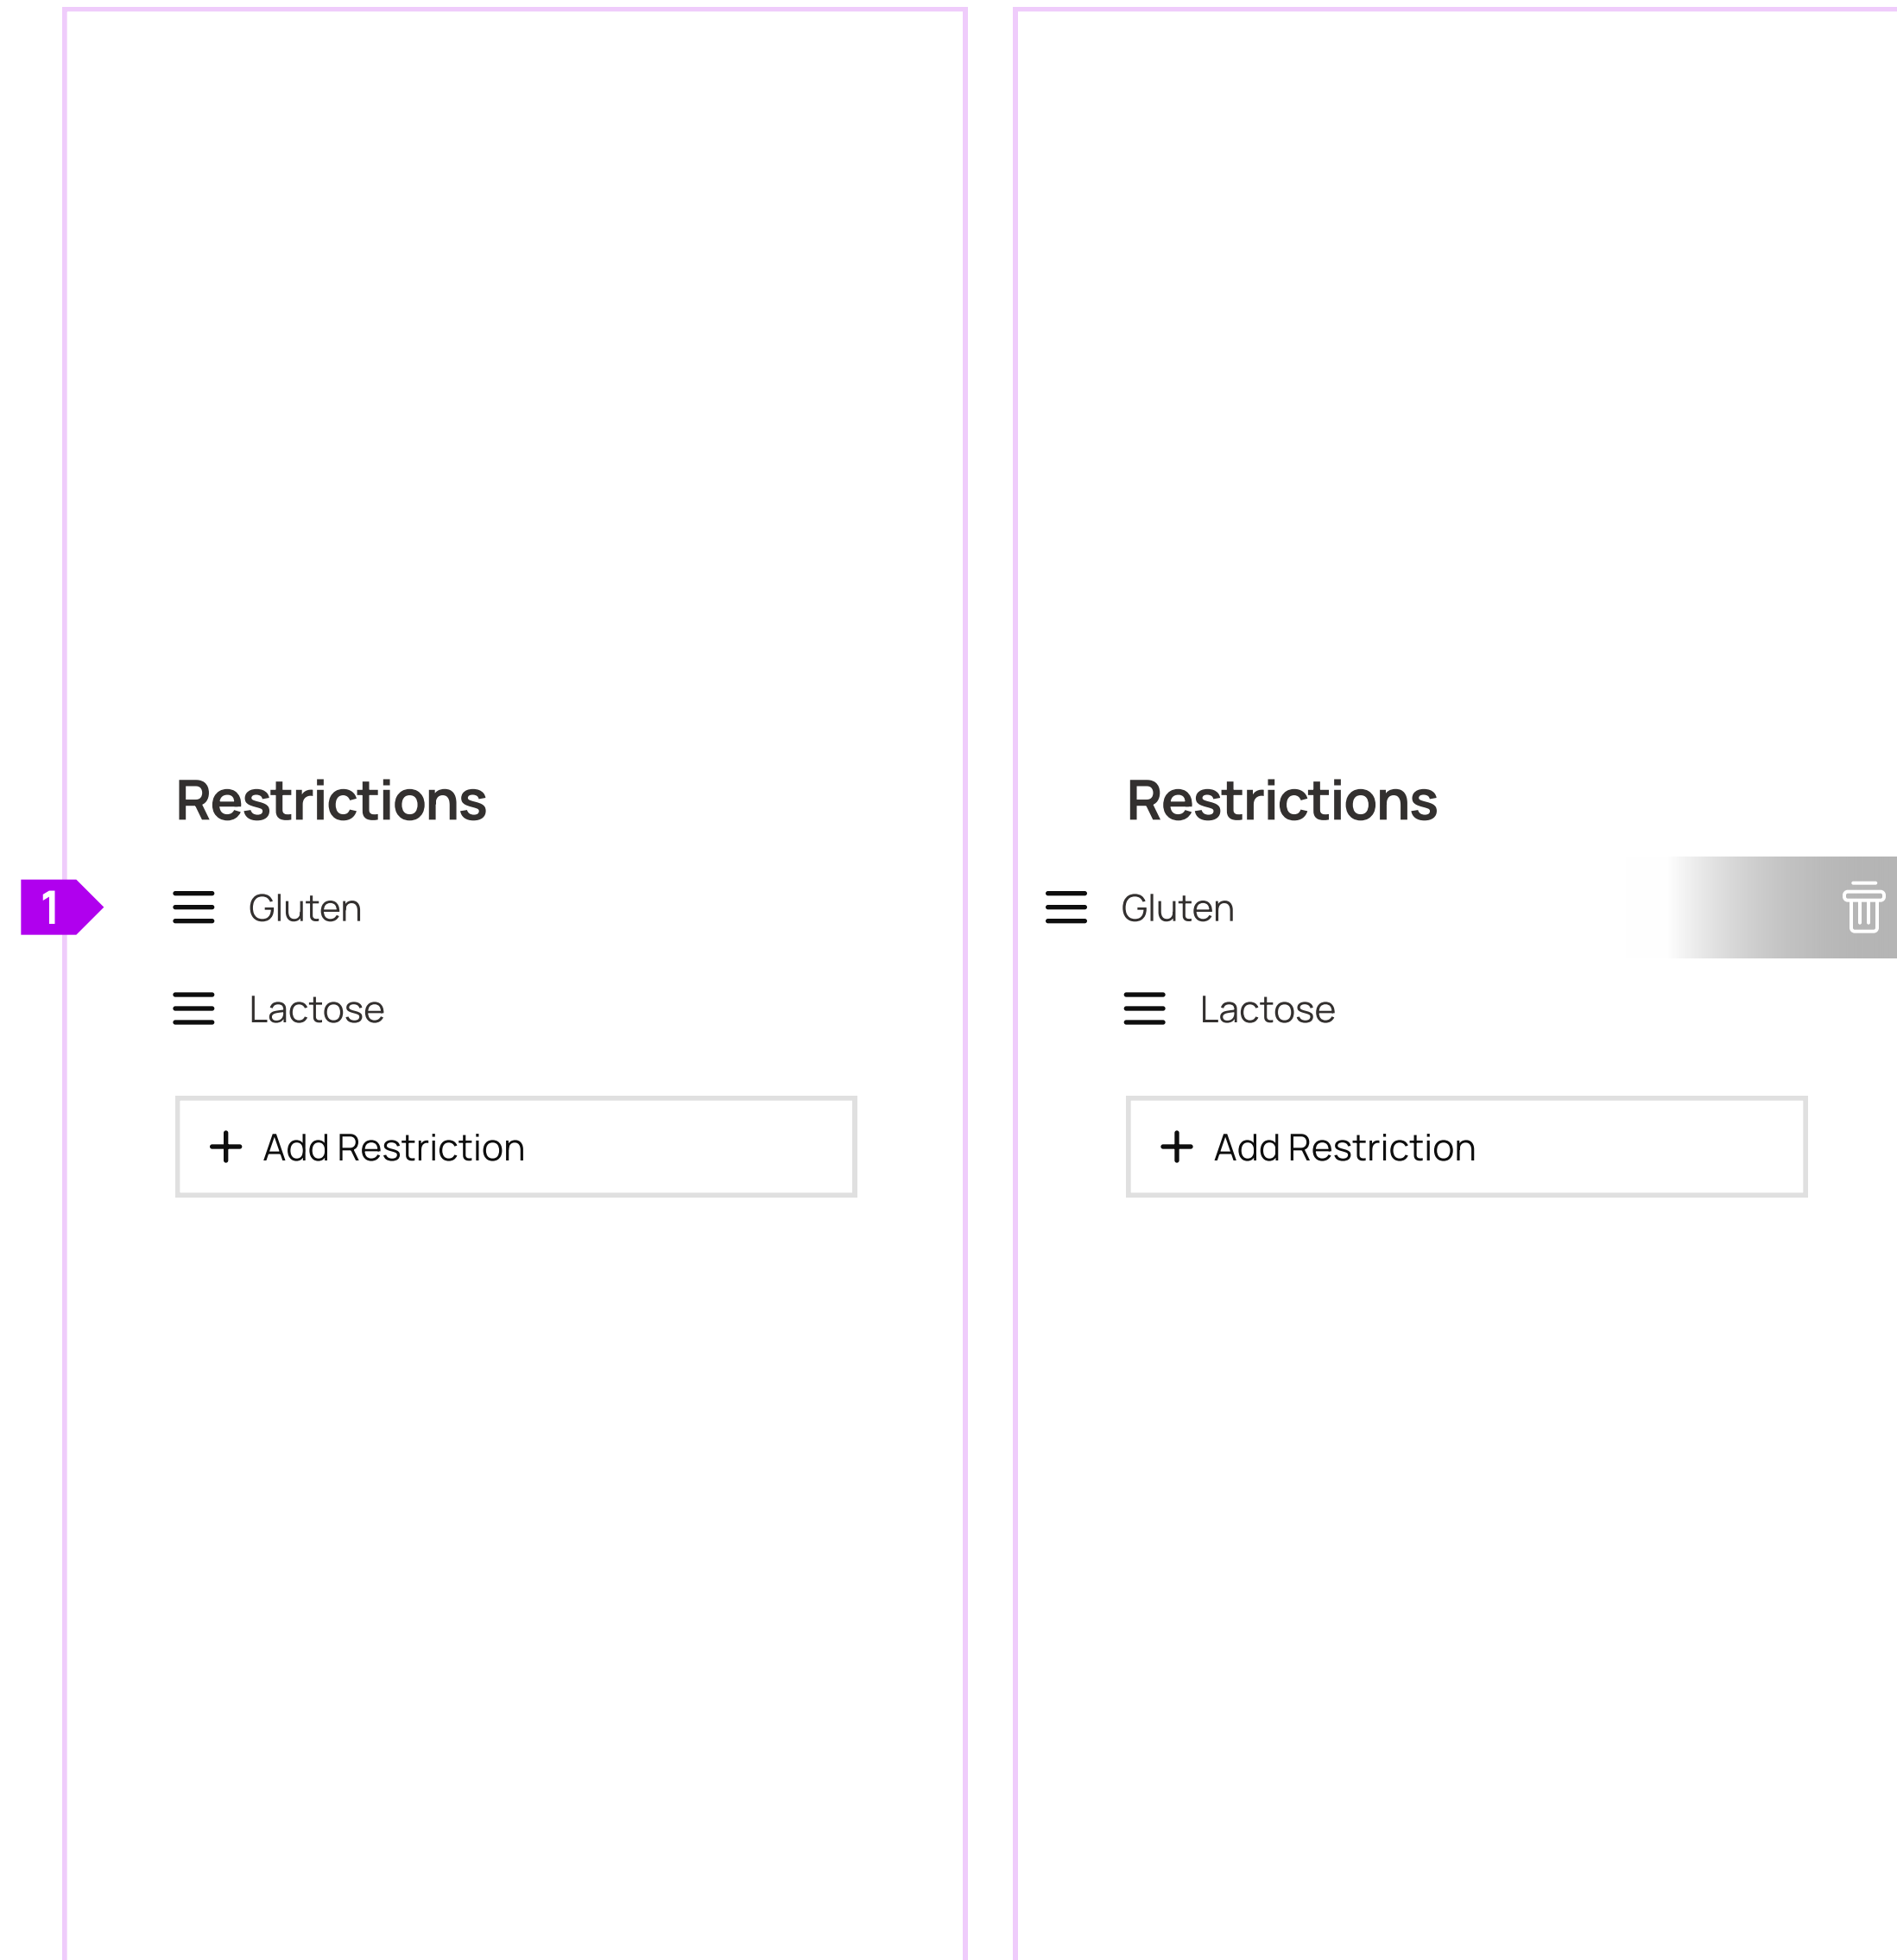 Restrictions
1
Gluten
Lactose
Add Restriction
Restrictions
Gluten
Lactose
Add Restriction